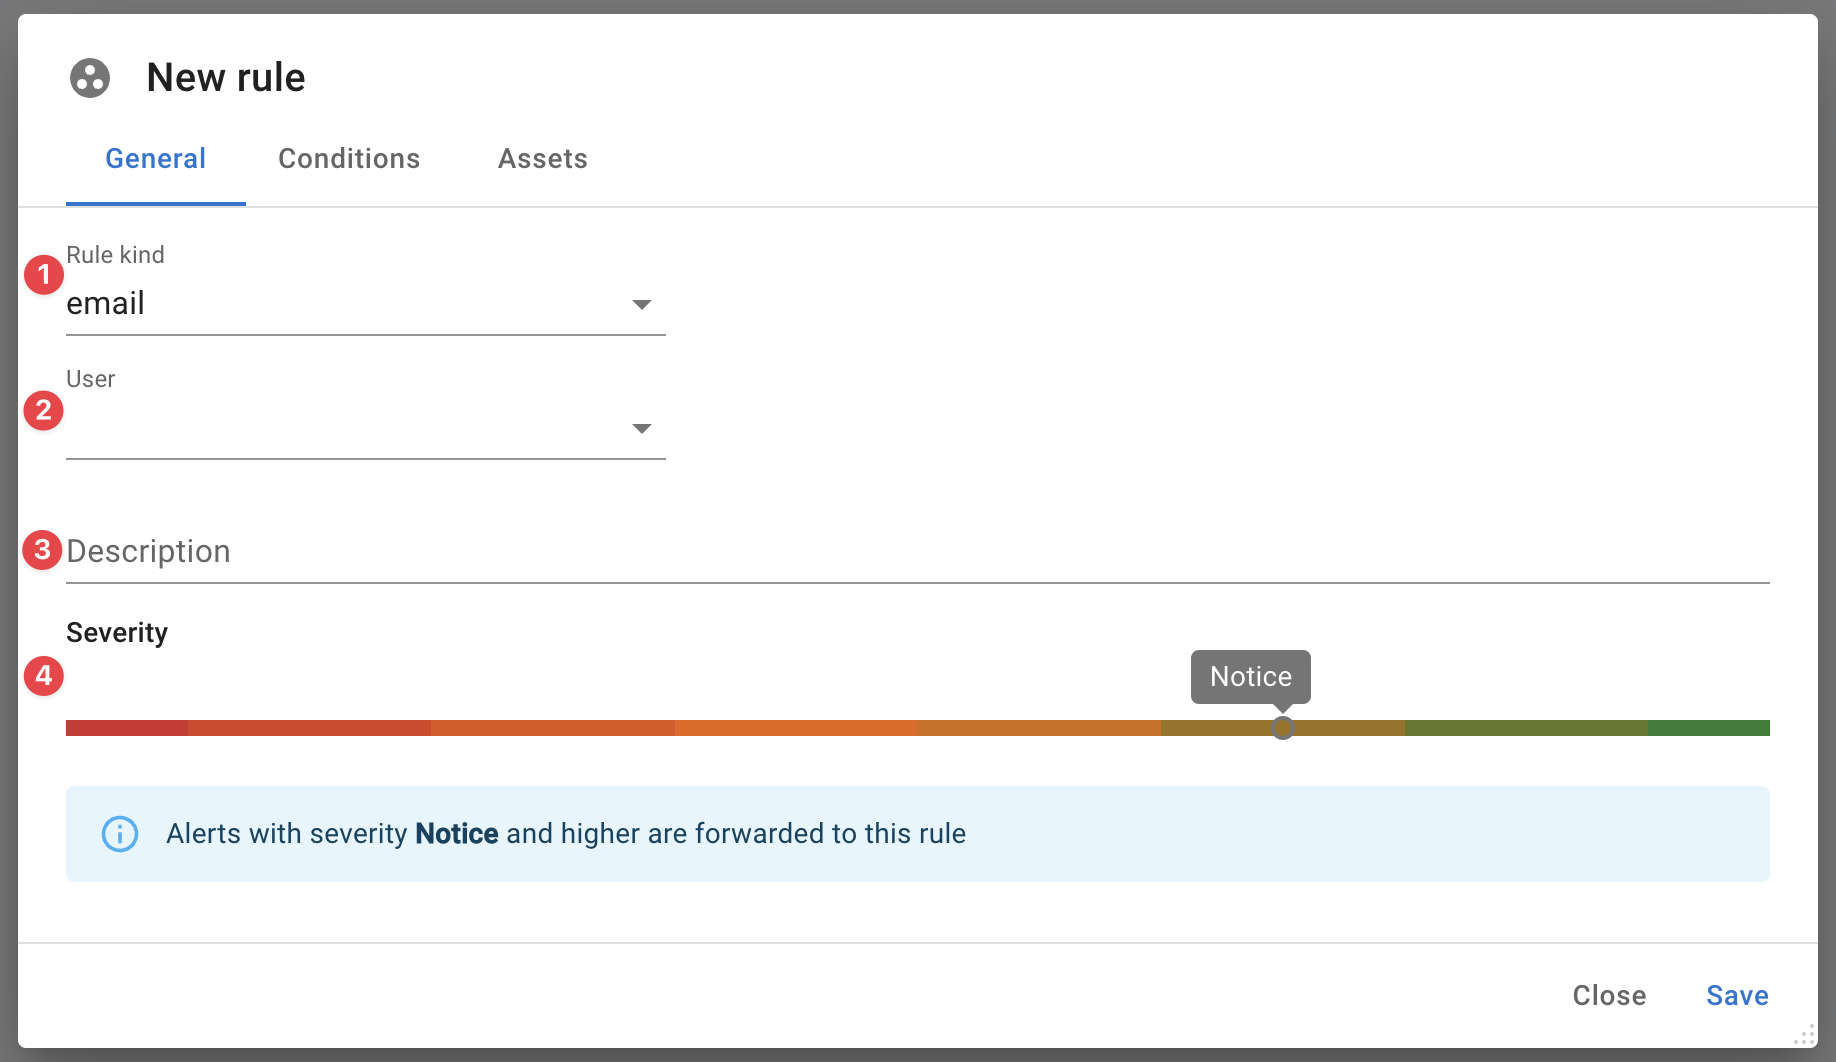 New rule
General Conditions Assets
Rule kind
1
email
User
2
3 Description
Severity
4
Notice
Alerts with severity Notice and higher are forwarded to this rule
Close Save